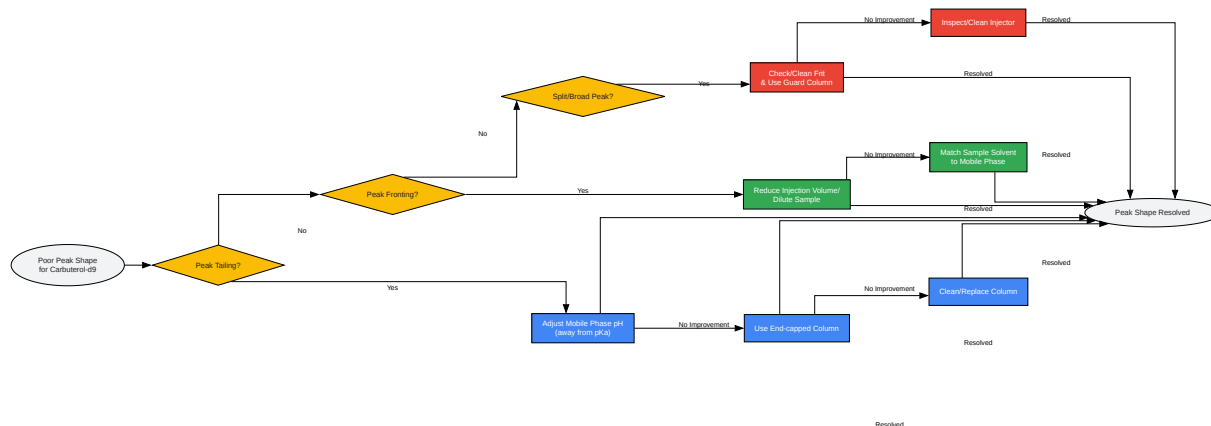 No Improvement
Inspect/Clean Injector
Resolved
Check/Clean Frit
& Use Guard Column
Resolved
Split/Broad Peak?
Yes
No
No Improvement
Match Sample Solvent
to Mobile Phase
Resolved
Peak Fronting?
Yes
Reduce Injection Volume/
Dilute Sample
Resolved
Peak Shape Resolved
No
Poor Peak Shape
for Carbuterol-d9
Peak Tailing?
Yes
Resolved
No Improvement
Clean/Replace Column
Adjust Mobile Phase pH
(away from pKa)
No Improvement
Use End-capped Column
Resolved
Resolved